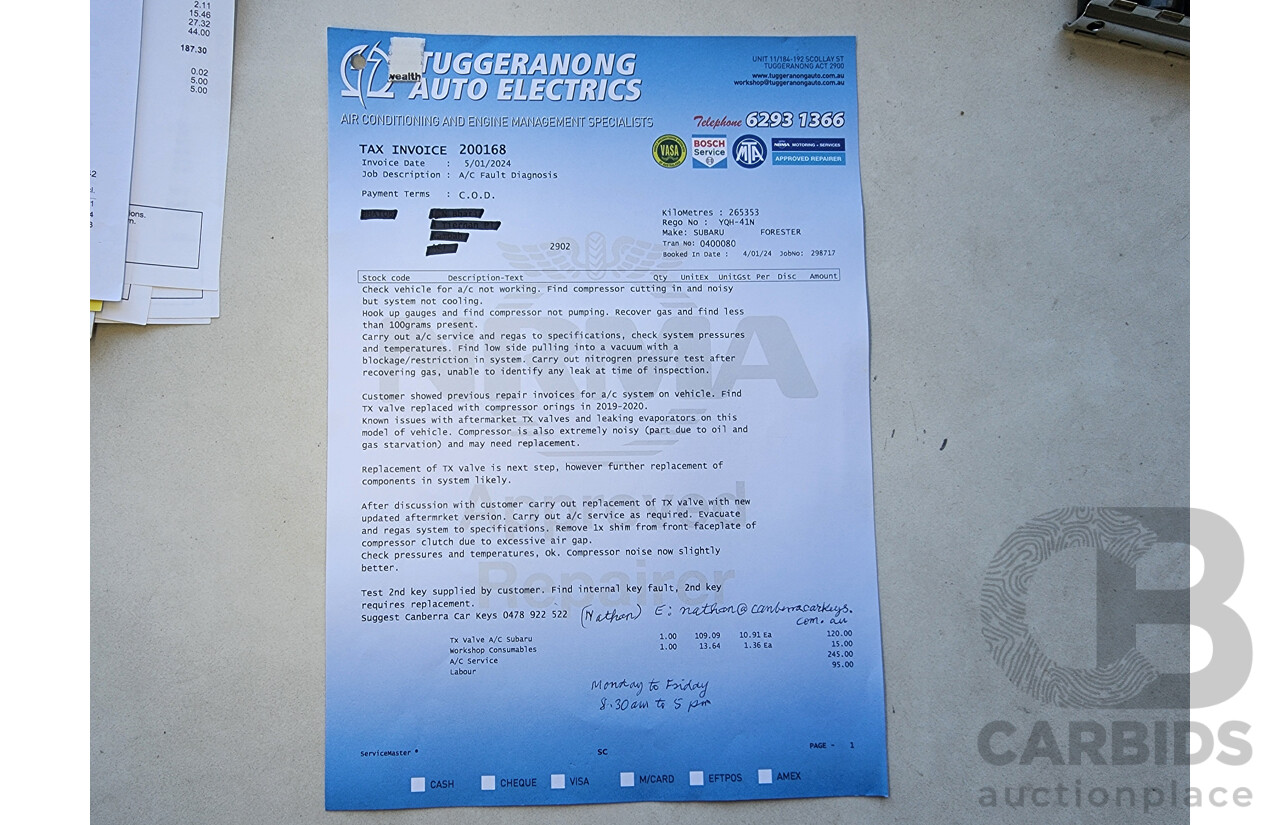 2.11
15.46
27.32
44.00
187.30
0.02
5.00
5.00
ons.
m.
wealth
TUGGERANONG
AUTO ELECTRICS
AIR CONDITIONING AND ENGINE MANAGEMENT SPECIALISTS
UNIT 11/184-192 SCOLLAY ST
TUGGERANONG ACT 2900
www.tuggeranongauto.com.au
workshop@tuggeranongauto.com.au
Telephone 6293 1366
VASA
BOSCH
Service
MTA
NRMA MOTORING + SERVICES
APPROVED REPAIRER
TAX INVOICE 200168
Invoice Date : 5/01/2024
Job Description : A/C Fault Diagnosis
Payment Terms : C.O.D.
2902
KiloMetres : 265353
Rego No : YQH-41N
Make: SUBARU FORESTER
Tran No: 0400080
Booked In Date : 4/01/24 JobNo: 298717
Stock code Description-Text Qty UnitEx UnitGst Per Disc Amount
Check vehicle for a/c not working. Find compressor cutting in and noisy
but system not cooling.
Hook up gauges and find compressor not pumping. Recover gas and find less
than 100grams present.
Carry out a/c service and regas to specifications, check system pressures
and temperatures. Find low side pulling into a vacuum with a
blockage/restriction in system. Carry out nitrogren pressure test after
recovering gas, unable to identify any leak at time of inspection.
Customer showed previous repair invoices for a/c system on vehicle. Find
TX valve replaced with compressor orings in 2019-2020.
Known issues with aftermarket TX valves and leaking evaporators on this
model of vehicle. Compressor is also extremely noisy (part due to oil and
gas starvation) and may need replacement.
Replacement of TX valve is next step, however further replacement of
components in system likely.
After discussion with customer carry out replacement of TX valve with new
updated aftermrket version. Carry out a/c service as required. Evacuate
and regas system to specifications. Remove 1x shim from front faceplate of
compressor clutch due to excessive air gap.
Check pressures and temperatures, Ok. Compressor noise now slightly
better.
Test 2nd key supplied by customer. Find internal key fault, 2nd key
requires replacement.
Suggest Canberra Car Keys 0478 922 522 (Nathan) E: nathan@canberracarkeys.
com.au
Tx Valve A/C Subaru 1.00 109.09 10.91 Ea 120.00
Workshop Consumables 1.00 13.64 1.36 Ea 15.00
A/C Service 245.00
Labour 95.00
Monday to Friday
8.30am to 5 pm
NRMA
Approved
Repairer
ServiceMaster * SC PAGE - 1
CASH CHEQUE VISA M/CARD EFTPOS AMEX
CARBIDS
auctionplace